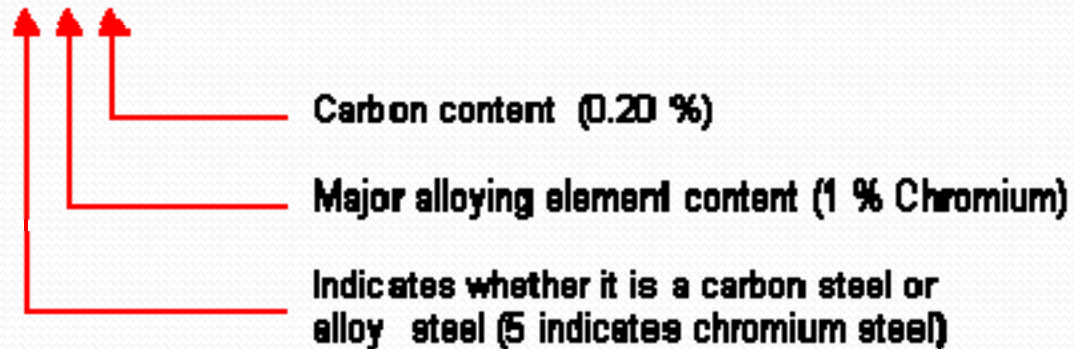 Carbon content (0.20 %)
Major alloying element content (1 % Chromium)
Indicates whether it is a carbon steel or
alloy steel (5 indicates chromium steel)